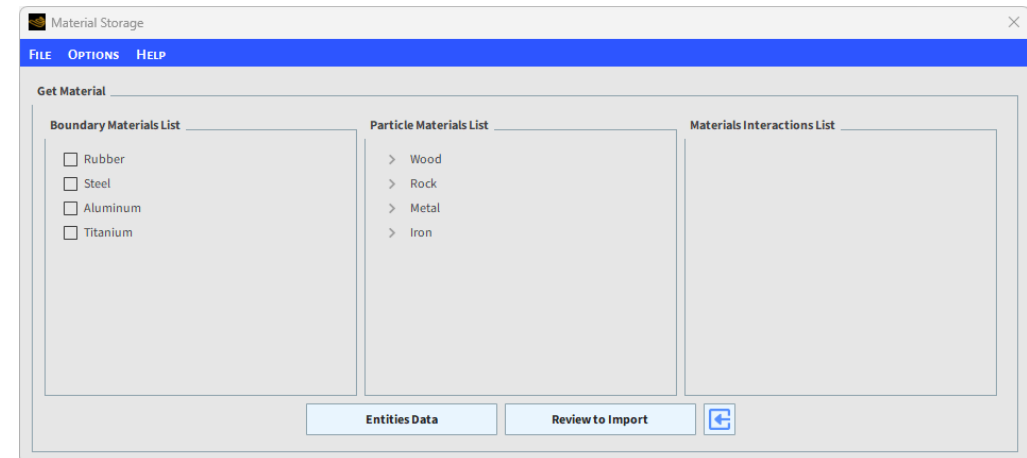 Material Storage
FILE OPTIONS HELP
Get Material
Boundary Materials List
Rubber
Steel
Aluminum
Titanium
Particle Materials List
Wood
Rock
Metal
Iron
Materials Interactions List
Entities Data
Review to Import